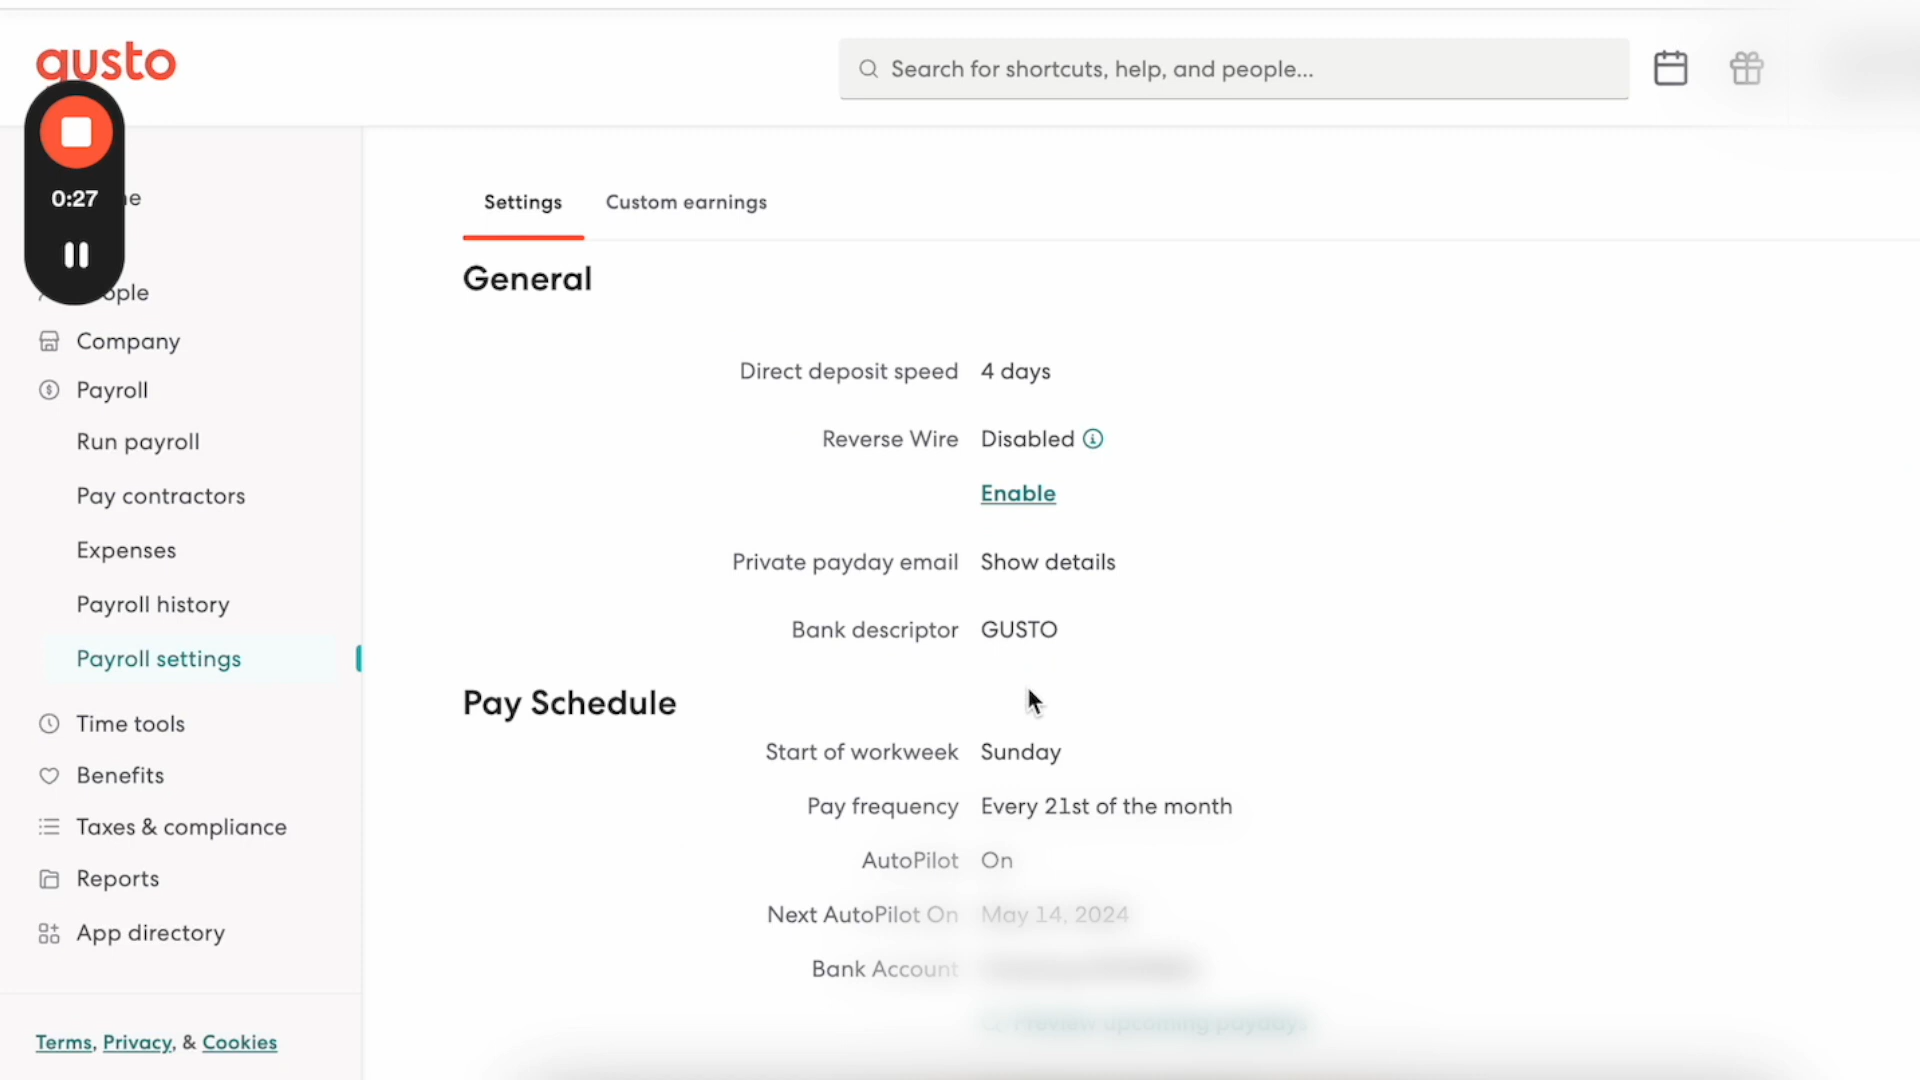 gusto
Search for shortcuts, help, and people...
0:27
Company
Payroll
Run payroll
Pay contractors
Expenses
Payroll history
Payroll settings
Time tools
Benefits
Taxes & compliance
Reports
App directory
Terms, Privacy, & Cookies
Settings Custom earnings
General
Direct deposit speed 4 days
Reverse Wire Disabled
Enable
Private payday email Show details
Bank descriptor GUSTO
Pay Schedule
Start of workweek Sunday
Pay frequency Every 21st of the month
AutoPilot On
Next AutoPilot On May 14, 2024
Bank Account
Preview upcoming paydays